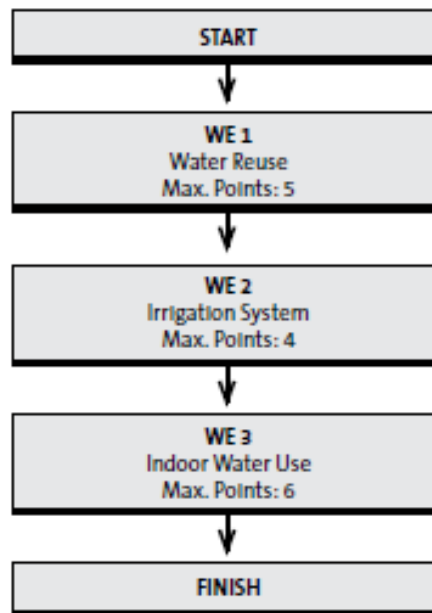 START
WE 1
Water Reuse
Max. Points: 5
WE 2
Irrigation System
Max. Points: 4
WE 3
Indoor Water Use
Max. Points: 6
FINISH